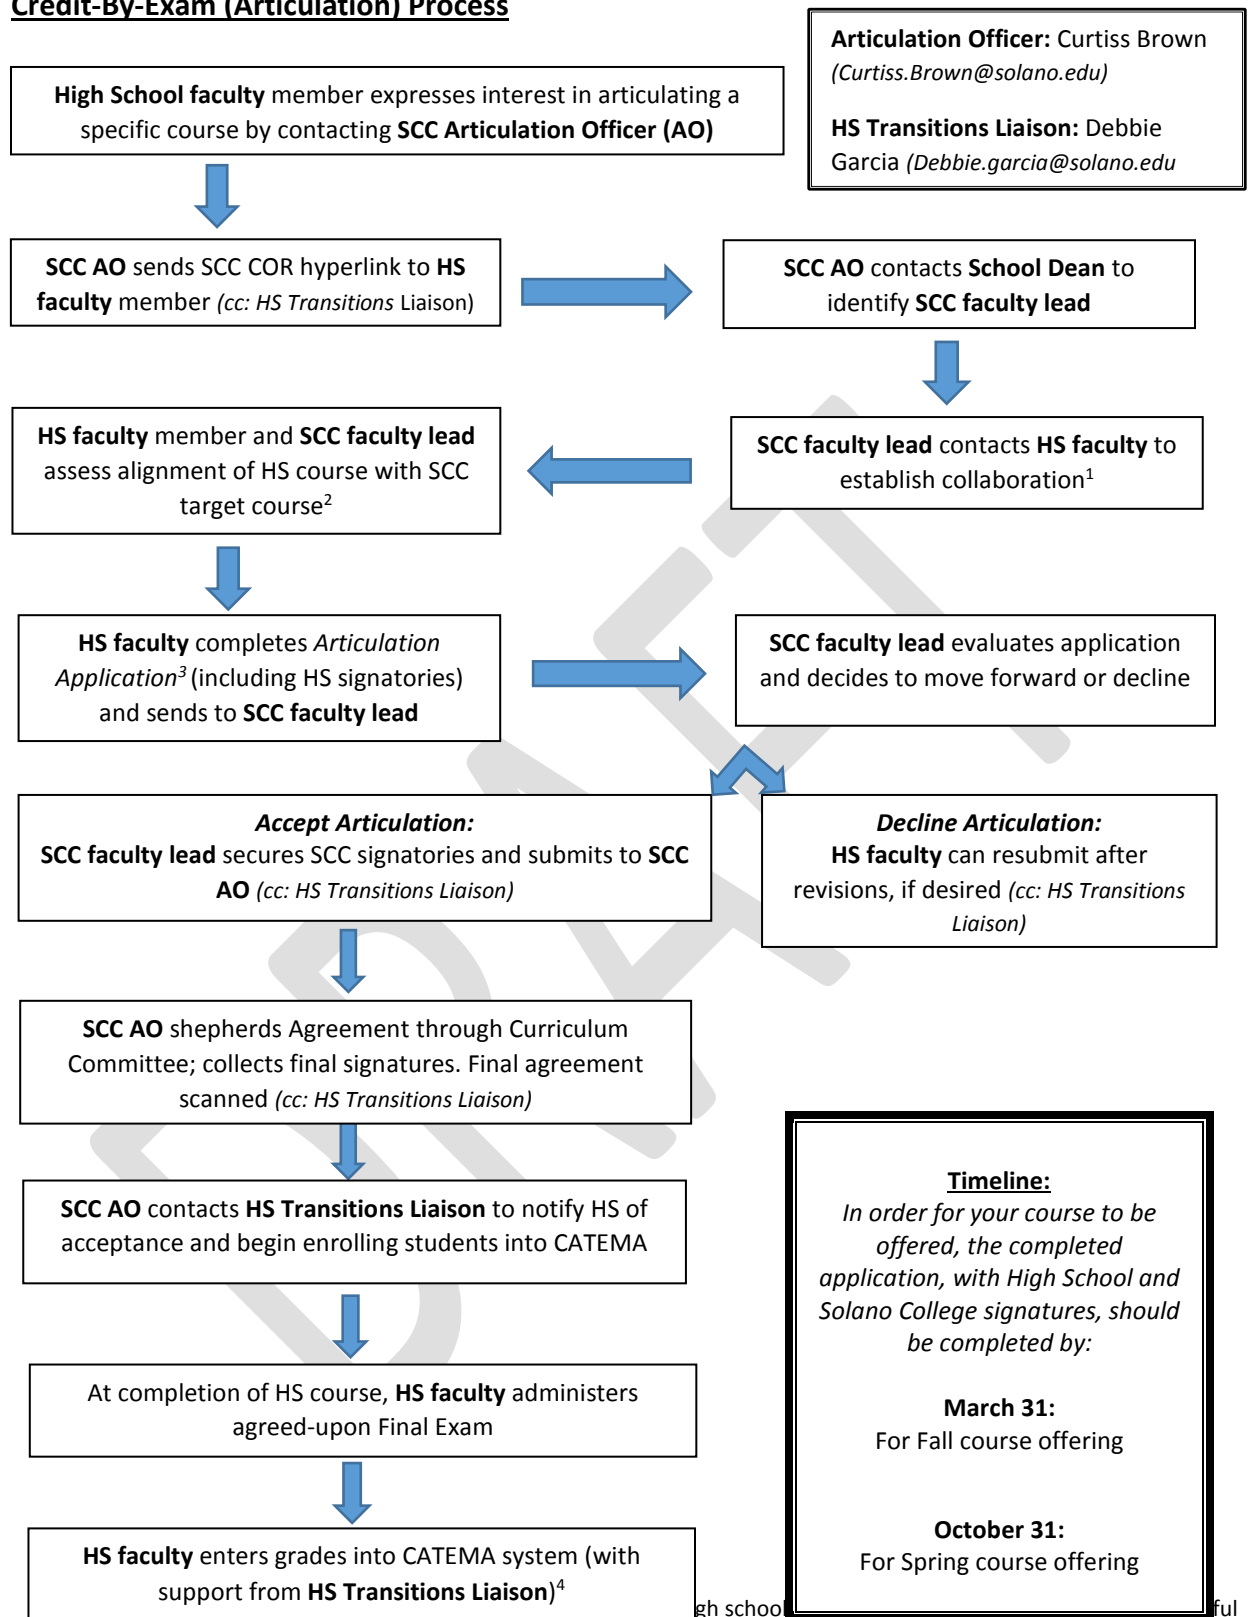 Credit-By-Exam (Articulation) Process
Articulation Officer: Curtiss Brown
(Curtiss.Brown@solano.edu)
HS Transitions Liaison: Debbie
Garcia (Debbie.garcia@solano.edu
High School faculty member expresses interest in articulating a
specific course by contacting SCC Articulation Officer (AO)
SCC AO sends SCC COR hyperlink to HS
faculty member (cc: HS Transitions Liaison)
SCC AO contacts School Dean to
identify SCC faculty lead
SCC faculty lead contacts HS faculty to
establish collaboration1
HS faculty member and SCC faculty lead
assess alignment of HS course with SCC
target course2
HS faculty completes Articulation
Application3 (including HS signatories)
and sends to SCC faculty lead
SCC faculty lead evaluates application
and decides to move forward or decline
Accept Articulation:
SCC faculty lead secures SCC signatories and submits to SCC
AO (cc: HS Transitions Liaison)
Decline Articulation:
HS faculty can resubmit after
revisions, if desired (cc: HS Transitions
Liaison)
SCC AO shepherds Agreement through Curriculum
Committee; collects final signatures. Final agreement
scanned (cc: HS Transitions Liaison)
SCC AO contacts HS Transitions Liaison to notify HS of
acceptance and begin enrolling students into CATEMA
At completion of HS course, HS faculty administers
agreed-upon Final Exam
HS faculty enters grades into CATEMA system (with
support from HS Transitions Liaison)4
Timeline:
In order for your course to be
offered, the completed
application, with High School and
Solano College signatures, should
be completed by:
March 31:
For Fall course offering
October 31:
For Spring course offering
gh school
ful
DRAFT